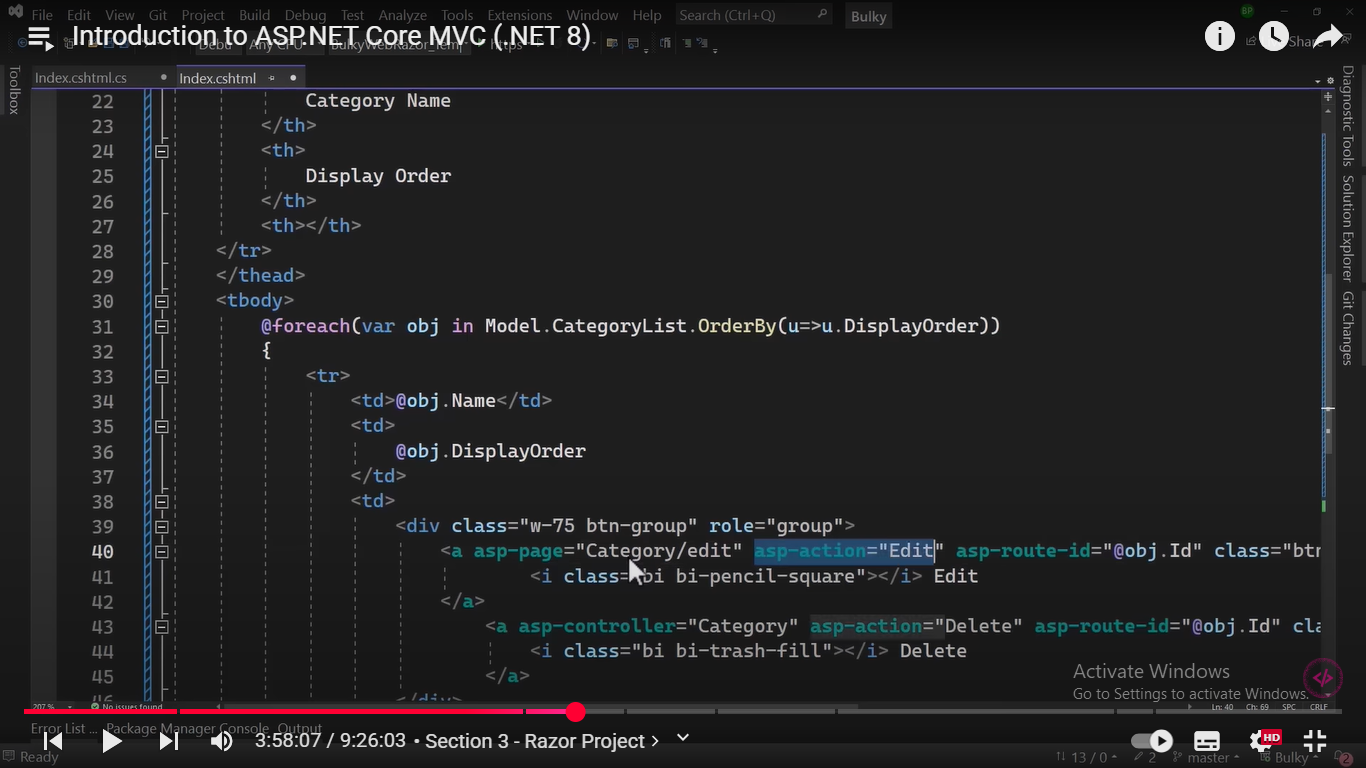 File Edit View Git Project Build Debug Test Analyze Tools Extensions Window Help Search (Ctrl+Q) Bulky BP
Introduction to ASP.NET Core MVC (.NET 8)
Share
Toolbox
Index.cshtml.cs Index.cshtml
22 Category Name
23 </th>
24 <th>
25 Display Order
26 </th>
27 <th></th>
28 </tr>
29 </thead>
30 <tbody>
31 @foreach(var obj in Model.CategoryList.OrderBy(u=>u.DisplayOrder))
32 {
33 <tr>
34 <td>@obj.Name</td>
35 <td>
36 @obj.DisplayOrder
37 </td>
38 <td>
39 <div class="w-75 btn-group" role="group">
40 <a asp-page="Category/edit" asp-action="Edit" asp-route-id="@obj.Id" class="btn
41 <i class="bi bi-pencil-square"></i> Edit
42 </a>
43 <a asp-controller="Category" asp-action="Delete" asp-route-id="@obj.Id" cla
44 <i class="bi bi-trash-fill"></i> Delete
45 </a>
46 </div>
Diagnostic Tools
Solution Explorer
Git Changes
Activate Windows
Go to Settings to activate Windows.
207 % No issues found Ln: 40 Ch: 69 SPC CRLF
Error List ... Package Manager Console Output
3:58:07 / 9:26:03 • Section 3 - Razor Project HD
Ready 13 / 0 2 master Bulky 2